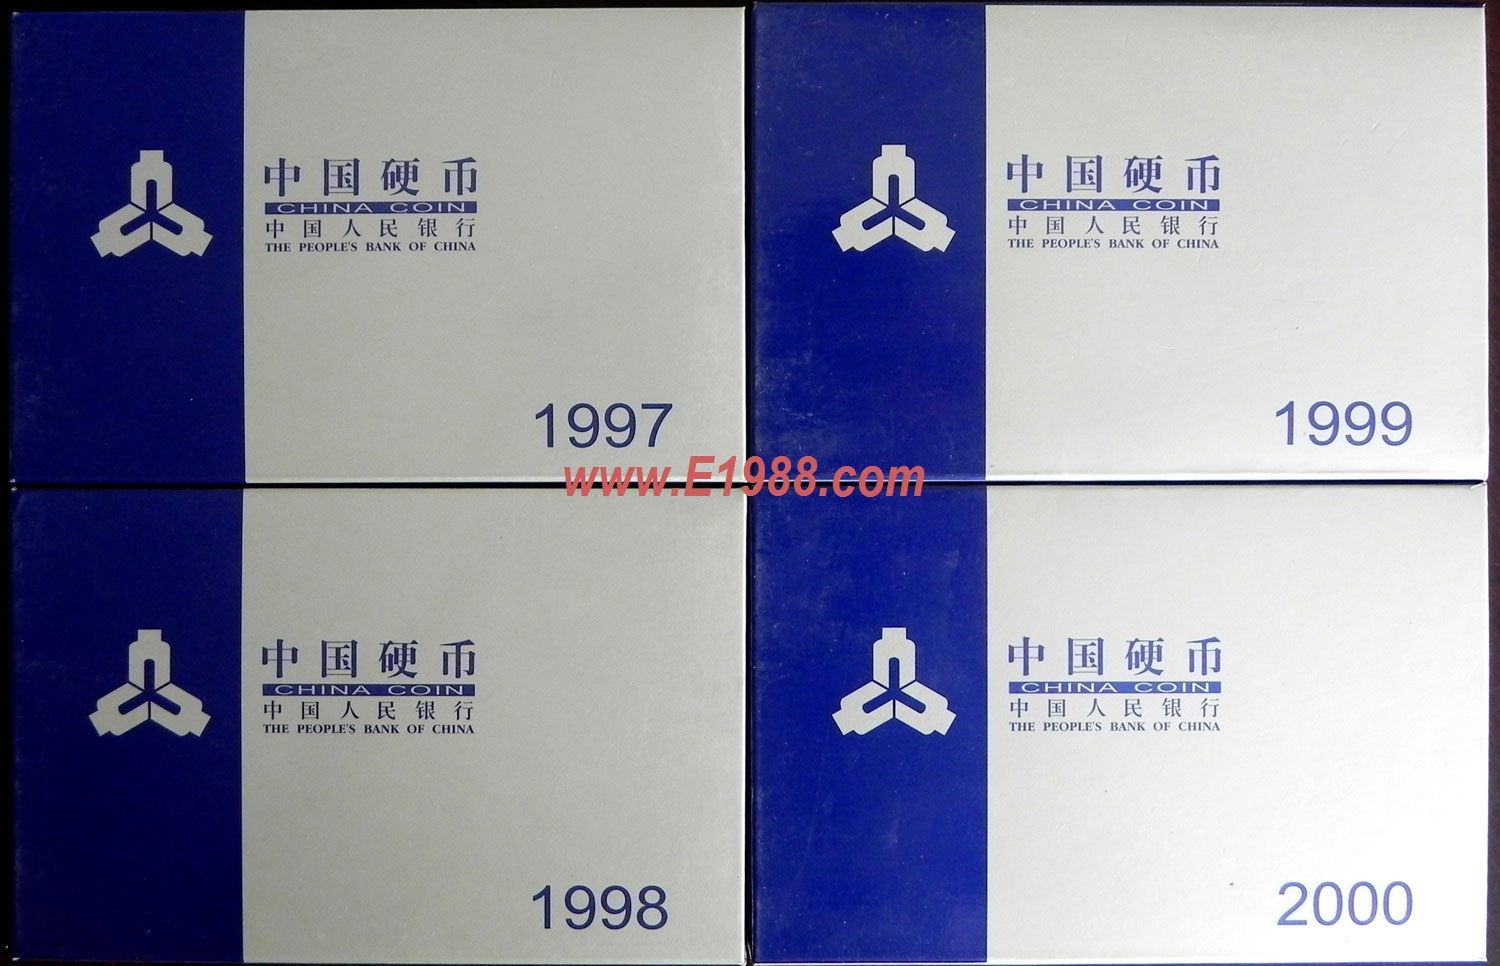 中国硬币
CHINA COIN
中国人民银行
THE PEOPLE'S BANK OF CHINA
1997
中国硬币
CHINA COIN
中国人民银行
THE PEOPLE'S BANK OF CHINA
1999
www.E1988.com
中国硬币
CHINA COIN
中国人民银行
THE PEOPLE'S BANK OF CHINA
1998
中国硬币
CHINA COIN
中国人民银行
THE PEOPLE'S BANK OF CHINA
2000